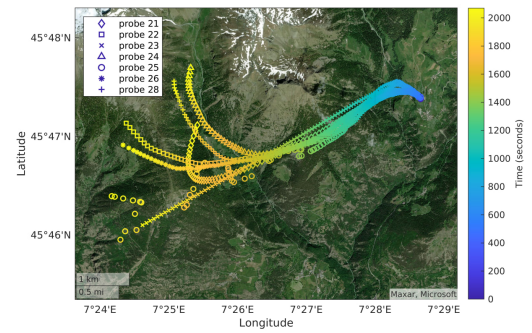 probe 21
probe 22
probe 23
probe 24
probe 25
probe 26
probe 28
45°48'N
45°47'N
45°46'N
Latitude
1 km
0.5 mi
Maxar, Microsoft
7°24'E
7°25'E
7°26'E
7°27'E
7°28'E
7°29'E
Longitude
2000
1800
1600
1400
1200
1000
800
600
400
200
0
Time (seconds)